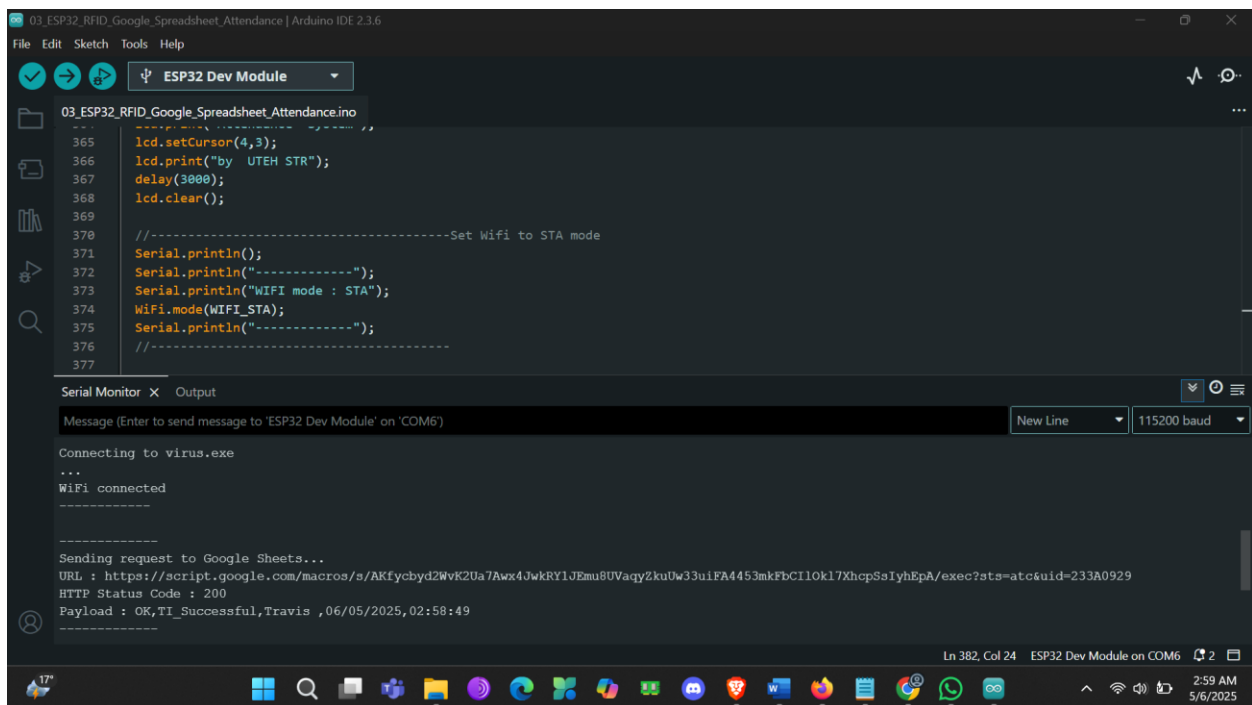 03_ESP32_RFID_Google_Spreadsheet_Attendance | Arduino IDE 2.3.6
File Edit Sketch Tools Help
ESP32 Dev Module
03_ESP32_RFID_Google_Spreadsheet_Attendance.ino
365 lcd.setCursor(4,3);
366 lcd.print("by  UTEH STR");
367 delay(3000);
368 lcd.clear();
369
370 //----------------------------------------Set Wifi to STA mode
371 Serial.println();
372 Serial.println("-------------");
373 Serial.println("WIFI mode : STA");
374 WiFi.mode(WIFI_STA);
375 Serial.println("-------------");
376 //----------------------------------------
377
Serial Monitor Output
Message (Enter to send message to 'ESP32 Dev Module' on 'COM6') New Line 115200 baud
Connecting to virus.exe
...
WiFi connected
------------
-------------
Sending request to Google Sheets...
URL : https://script.google.com/macros/s/AKfycbyd2WvK2Ua7Awx4JwkRY1JEmu8UVaqyZkuUw33uiFA4453mkFbCIlOkl7XhcpSsIyhEpA/exec?sts=atc&uid=233A0929
HTTP Status Code : 200
Payload : OK,TI_Successful,Travis ,06/05/2025,02:58:49
-------------
Ln 382, Col 24 ESP32 Dev Module on COM6 2
17°
2:59 AM
5/6/2025